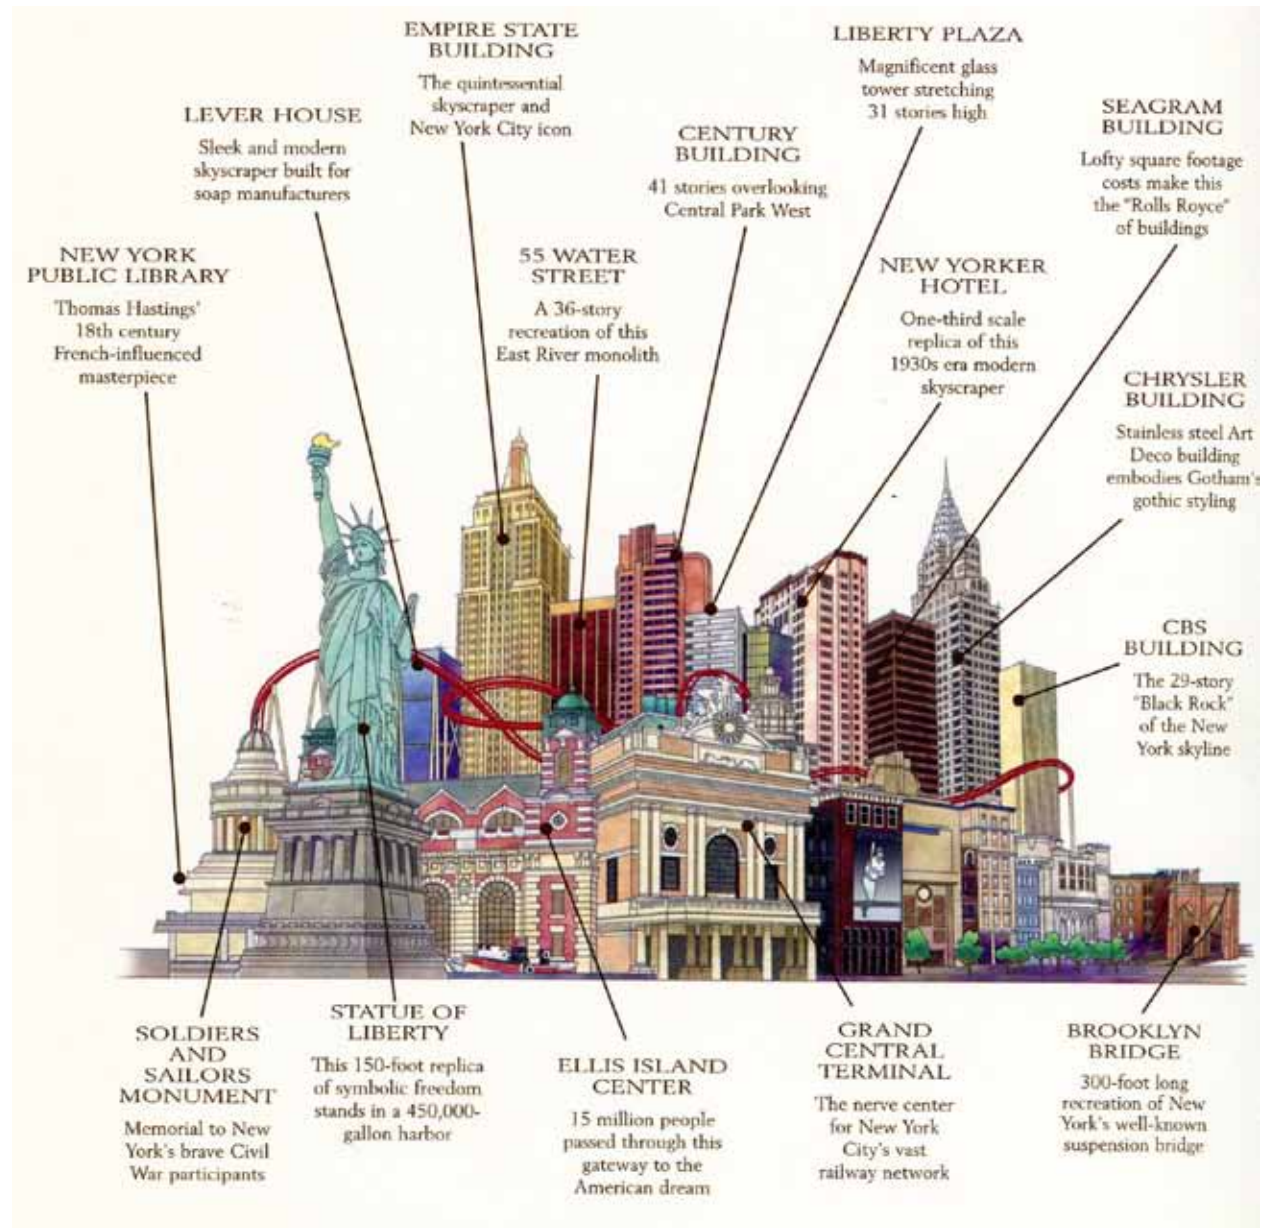 EMPIRE STATE
BUILDING
The quintessential
skyscraper and
New York City icon
LIBERTY PLAZA
Magnificent glass
tower stretching
31 stories high
LEVER HOUSE
Sleek and modern
skyscraper built for
soap manufacturers
CENTURY
BUILDING
41 stories overlooking
Central Park West
SEAGRAM
BUILDING
Lofty square footage
costs make this
the "Rolls Royce"
of buildings
NEW YORK
PUBLIC LIBRARY
Thomas Hastings'
18th century
French-influenced
masterpiece
55 WATER
STREET
A 36-story
recreation of this
East River monolith
NEW YORKER
HOTEL
One-third scale
replica of this
1930s era modern
skyscraper
CHRYSLER
BUILDING
Stainless steel Art
Deco building
embodies Gotham's
gothic styling
CBS
BUILDING
The 29-story
"Black Rock"
of the New
York skyline
SOLDIERS
AND
SAILORS
MONUMENT
Memorial to New
York's brave Civil
War participants
STATUE OF
LIBERTY
This 150-foot replica
of symbolic freedom
stands in a 450,000-
gallon harbor
ELLIS ISLAND
CENTER
15 million people
passed through this
gateway to the
American dream
GRAND
CENTRAL
TERMINAL
The nerve center
for New York
City's vast
railway network
BROOKLYN
BRIDGE
300-foot long
recreation of New
York's well-known
suspension bridge